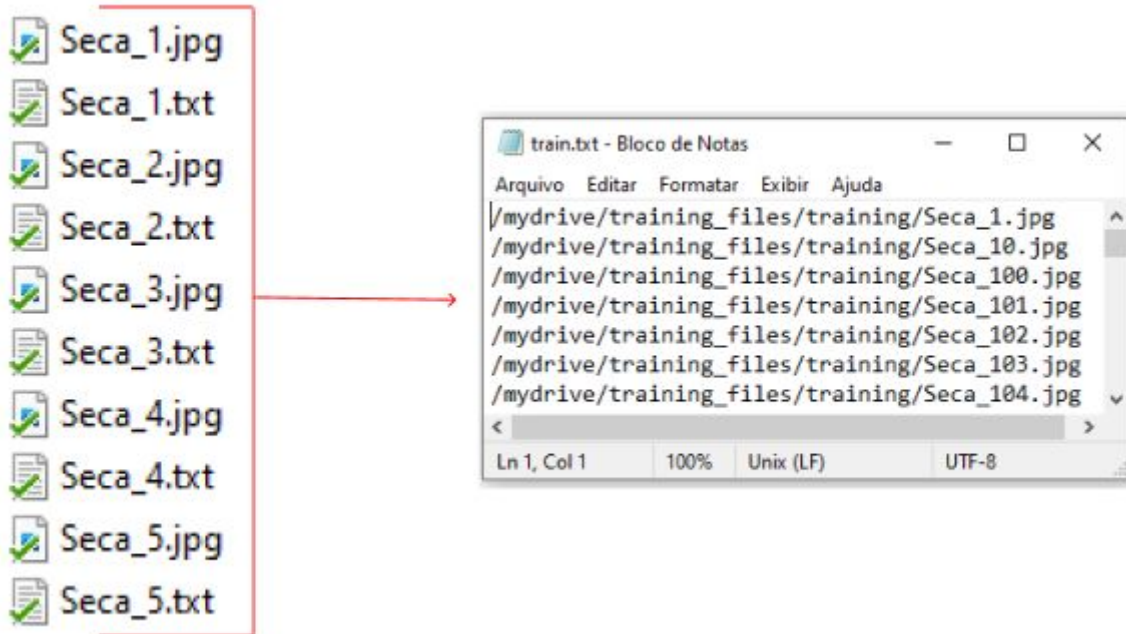 Seca_1.jpg
Seca_1.txt
Seca_2.jpg
Seca_2.txt
Seca_3.jpg
Seca_3.txt
Seca_4.jpg
Seca_4.txt
Seca_5.jpg
Seca_5.txt
train.txt - Bloco de Notas
Arquivo Editar Formatar Exibir Ajuda
/mydrive/training_files/training/Seca_1.jpg
/mydrive/training_files/training/Seca_10.jpg
/mydrive/training_files/training/Seca_100.jpg
/mydrive/training_files/training/Seca_101.jpg
/mydrive/training_files/training/Seca_102.jpg
/mydrive/training_files/training/Seca_103.jpg
/mydrive/training_files/training/Seca_104.jpg
Ln 1, Col 1 100% Unix (LF) UTF-8